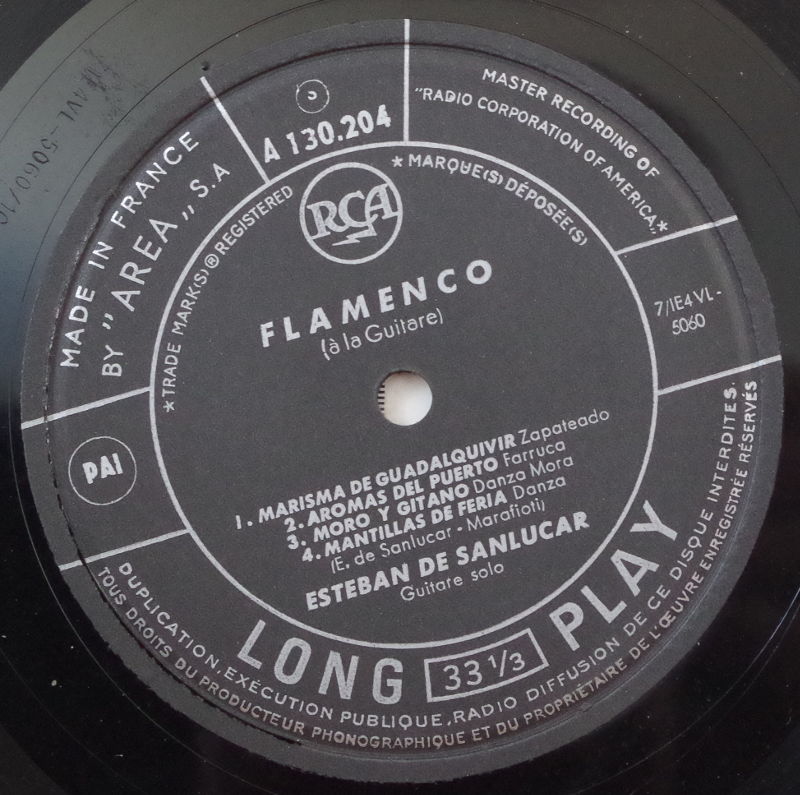 A 130.204
MADE IN FRANCE
BY "AREA" S.A
MASTER RECORDING OF
"RADIO CORPORATION OF AMERICA" *
* TRADE MARK(S) ® REGISTERED
* MARQUE(S) DÉPOSÉE(S)
RCA
FLAMENCO
(à la Guitare)
7/IE4VL-
5060
PAI
1. MARISMA DE GUADALQUIVIR Zapateado
2. AROMAS DEL PUERTO Farruca
3. MORO Y GITANO Danza Mora
4. MANTILLAS DE FERIA Danza
(E. de Sanlucar - Marafioti)
ESTEBAN DE SANLUCAR
Guitare solo
LONG 33 1/3 PLAY
DUPLICATION, EXÉCUTION PUBLIQUE, RADIO DIFFUSION DE CE DISQUE INTERDITES.
TOUS DROITS DU PRODUCTEUR PHONOGRAPHIQUE ET DU PROPRIÉTAIRE DE L'ŒUVRE ENREGISTRÉE RÉSERVÉS